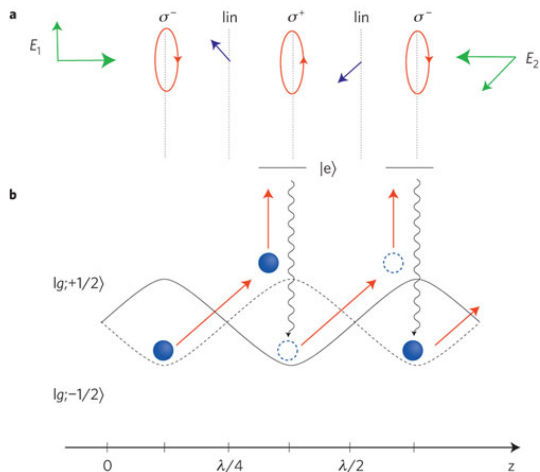 a
σ⁻ lin σ⁺ lin σ⁻
E₁ E₂
|e⟩
b
|g;+1/2⟩
|g;−1/2⟩
0 λ/4 λ/2 z